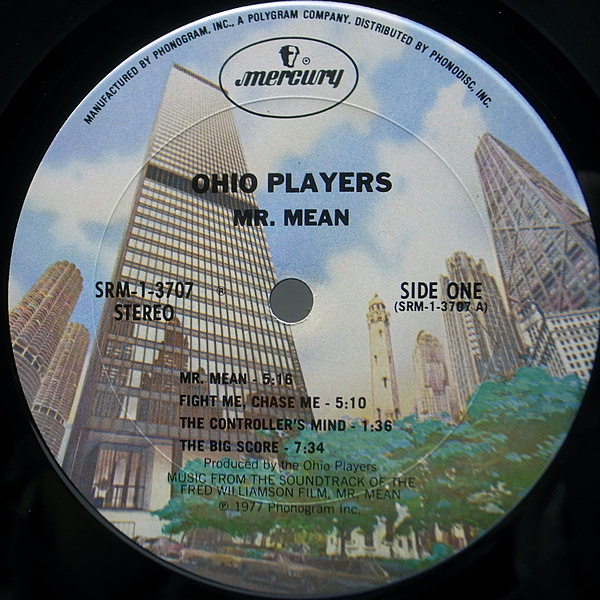 MANUFACTURED BY PHONOGRAM, INC., A POLYGRAM COMPANY. DISTRIBUTED BY PHONODISC, INC.
mercury ®
OHIO PLAYERS
MR. MEAN
SRM-1-3707 ®
STEREO
SIDE ONE
(SRM-1-3707 A)
MR. MEAN - 5:16
FIGHT ME, CHASE ME - 5:10
THE CONTROLLER'S MIND - 1:36
THE BIG SCORE - 7:34
Produced by the Ohio Players
MUSIC FROM THE SOUNDTRACK OF THE
FRED WILLIAMSON FILM, MR. MEAN
℗ 1977 Phonogram Inc.